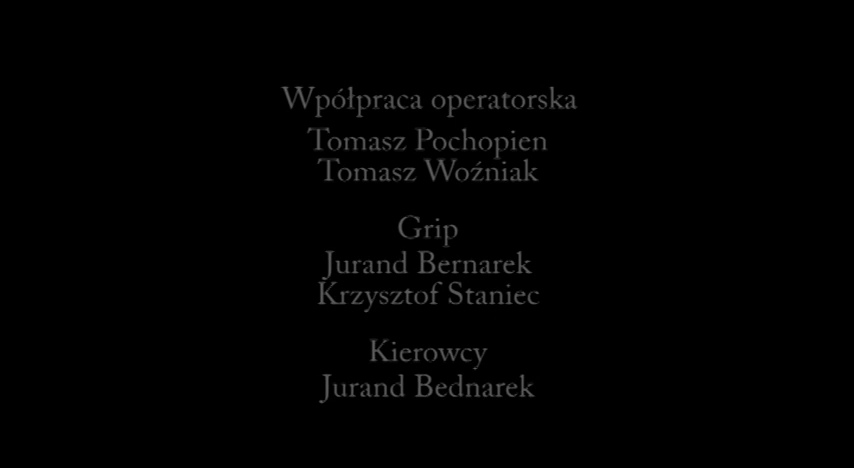 Wpółpraca operatorska
Tomasz Pochopien
Tomasz Woźniak
Grip
Jurand Bernarek
Krzysztof Staniec
Kierowcy
Jurand Bednarek